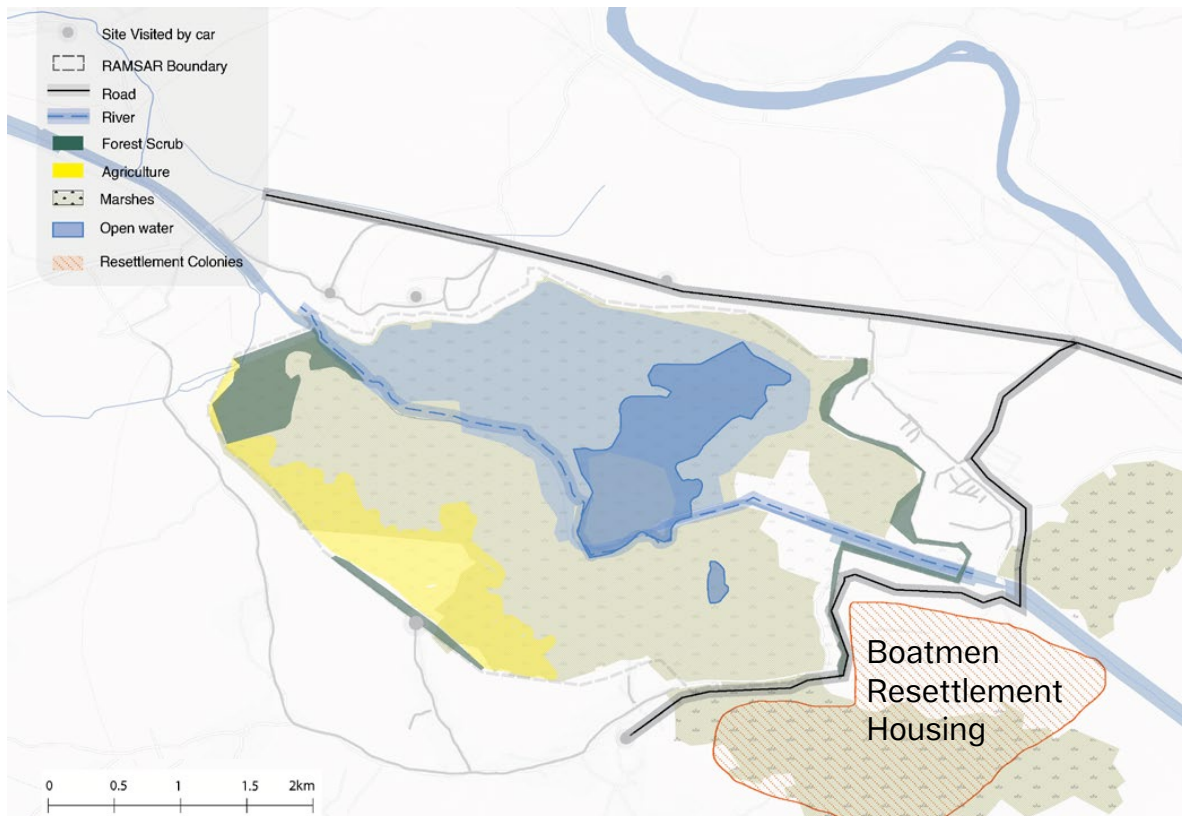 Site Visited by car
RAMSAR Boundary
Road
River
Forest Scrub
Agriculture
Marshes
Open water
Resettlement Colonies
Boatmen
Resettlement
Housing
0 0.5 1 1.5 2km